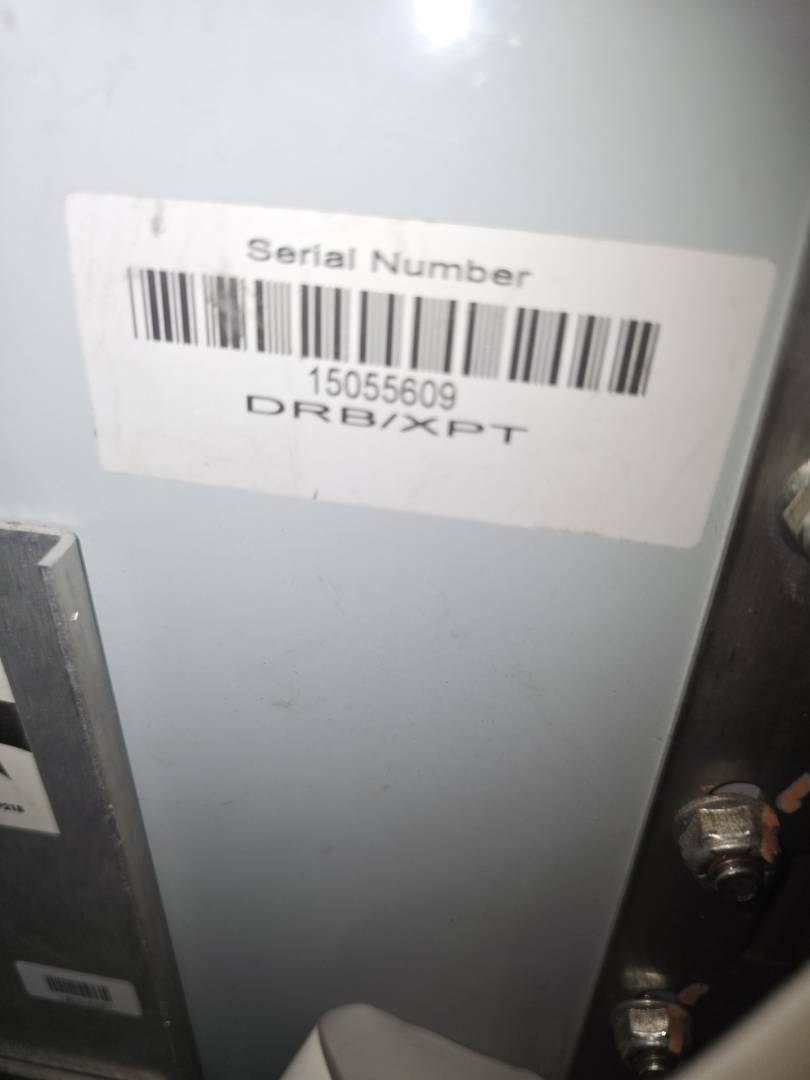 Serial Number
15055609
DRB/XPT